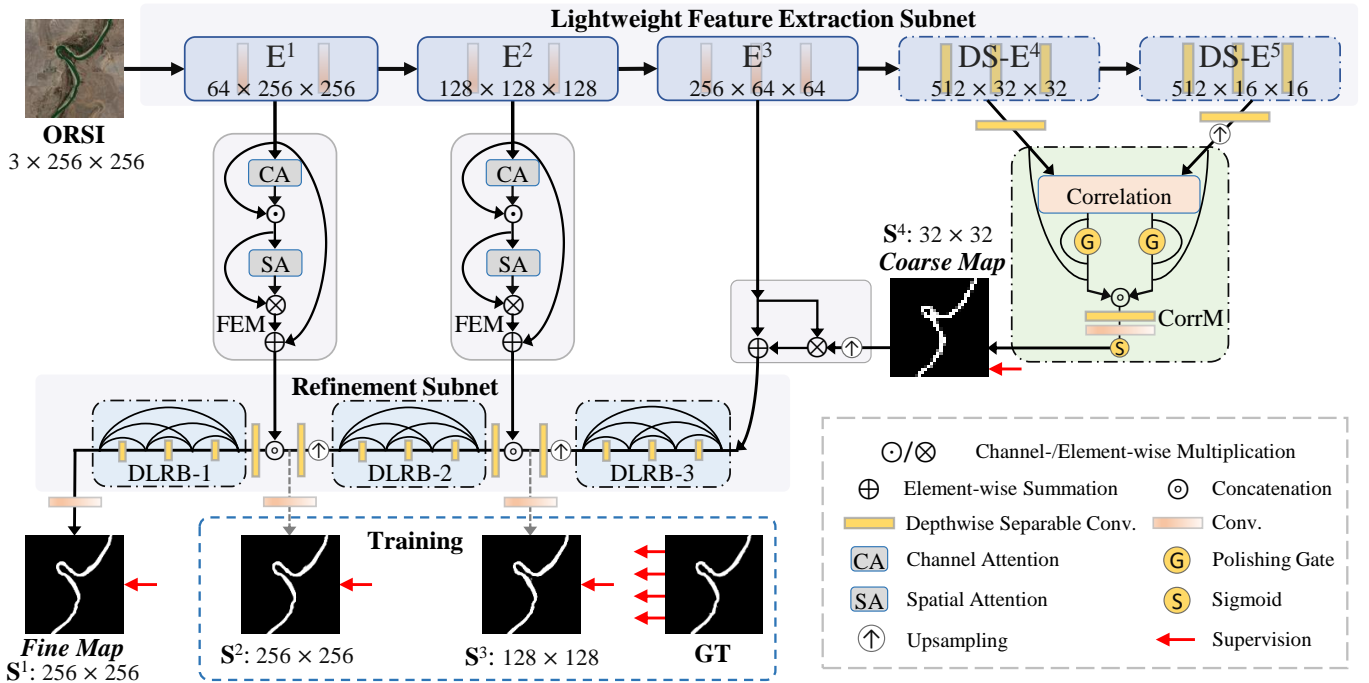 Lightweight Feature Extraction Subnet
E¹
64 × 256 × 256
E²
128 × 128 × 128
E³
256 × 64 × 64
DS-E⁴
512 × 32 × 32
DS-E⁵
512 × 16 × 16
ORSI
3 × 256 × 256
CA
SA
FEM
CA
SA
FEM
Correlation
G
G
CorrM
S
S⁴: 32 × 32
Coarse Map
Refinement Subnet
DLRB-1
DLRB-2
DLRB-3
Training
Fine Map
S¹: 256 × 256
S²: 256 × 256
S³: 128 × 128
GT
⊙/⊗ Channel-/Element-wise Multiplication
Element-wise Summation
Concatenation
Depthwise Separable Conv.
Conv.
CA Channel Attention
G Polishing Gate
SA Spatial Attention
S Sigmoid
Upsampling
Supervision